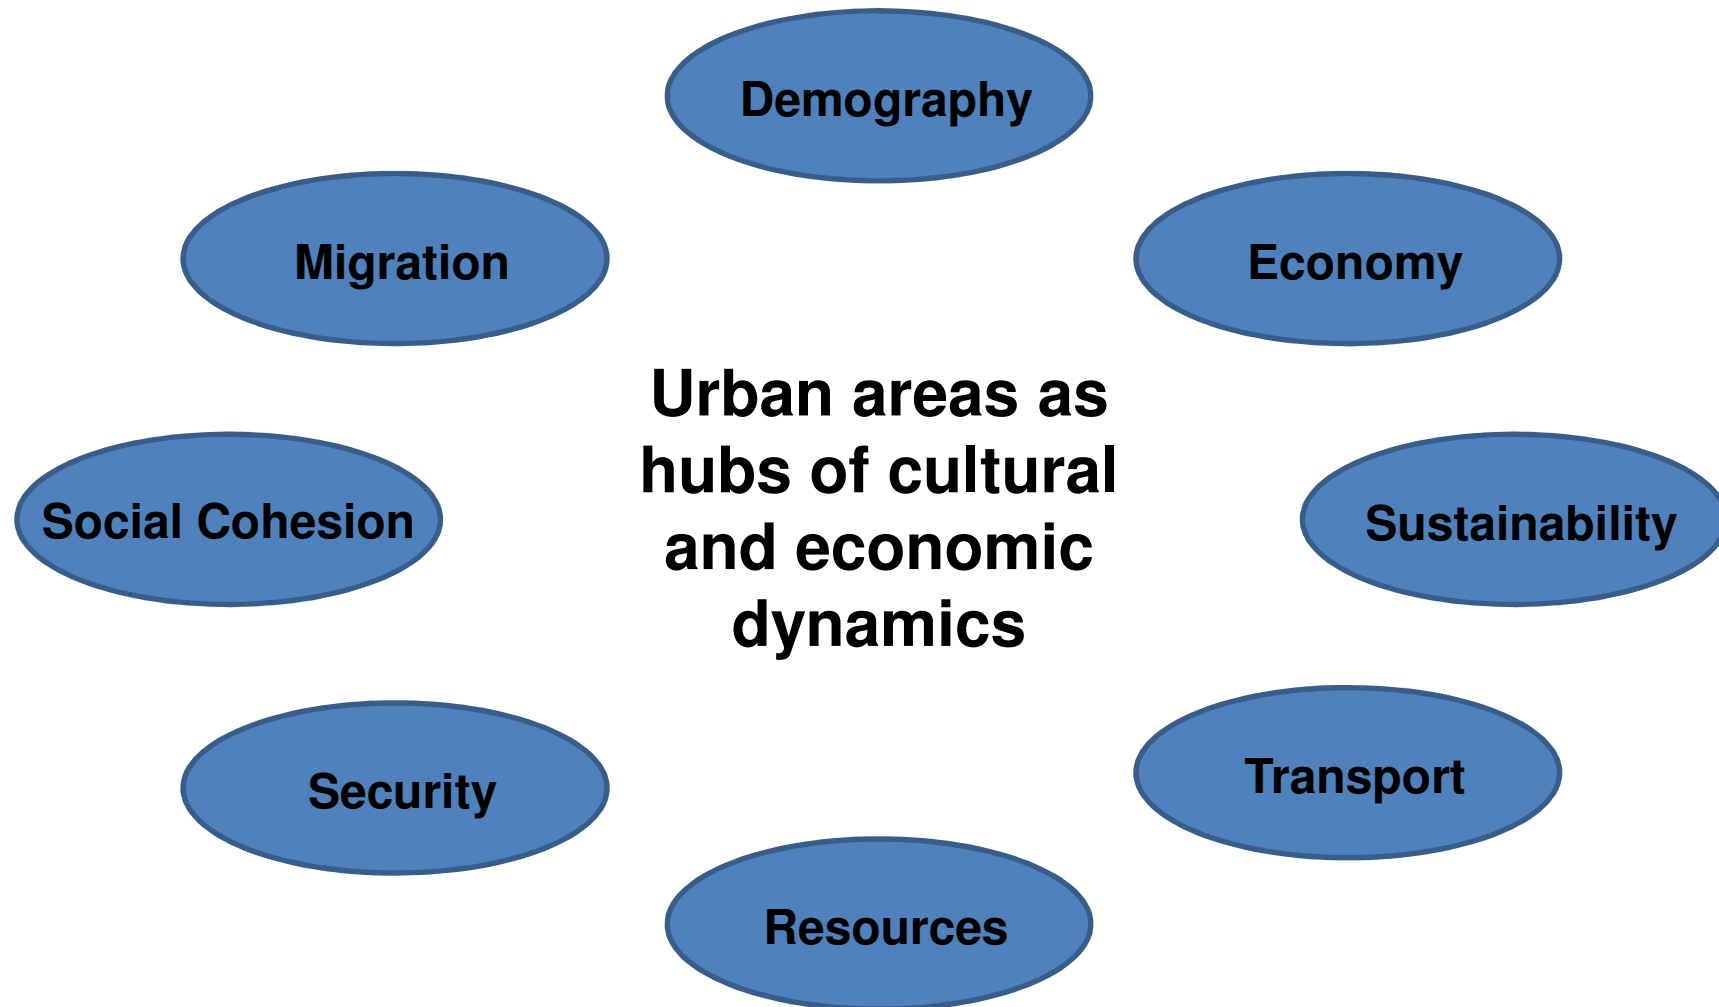 Demography
Migration
Economy
Urban areas as
hubs of cultural
and economic
dynamics
Social Cohesion
Sustainability
Security
Transport
Resources